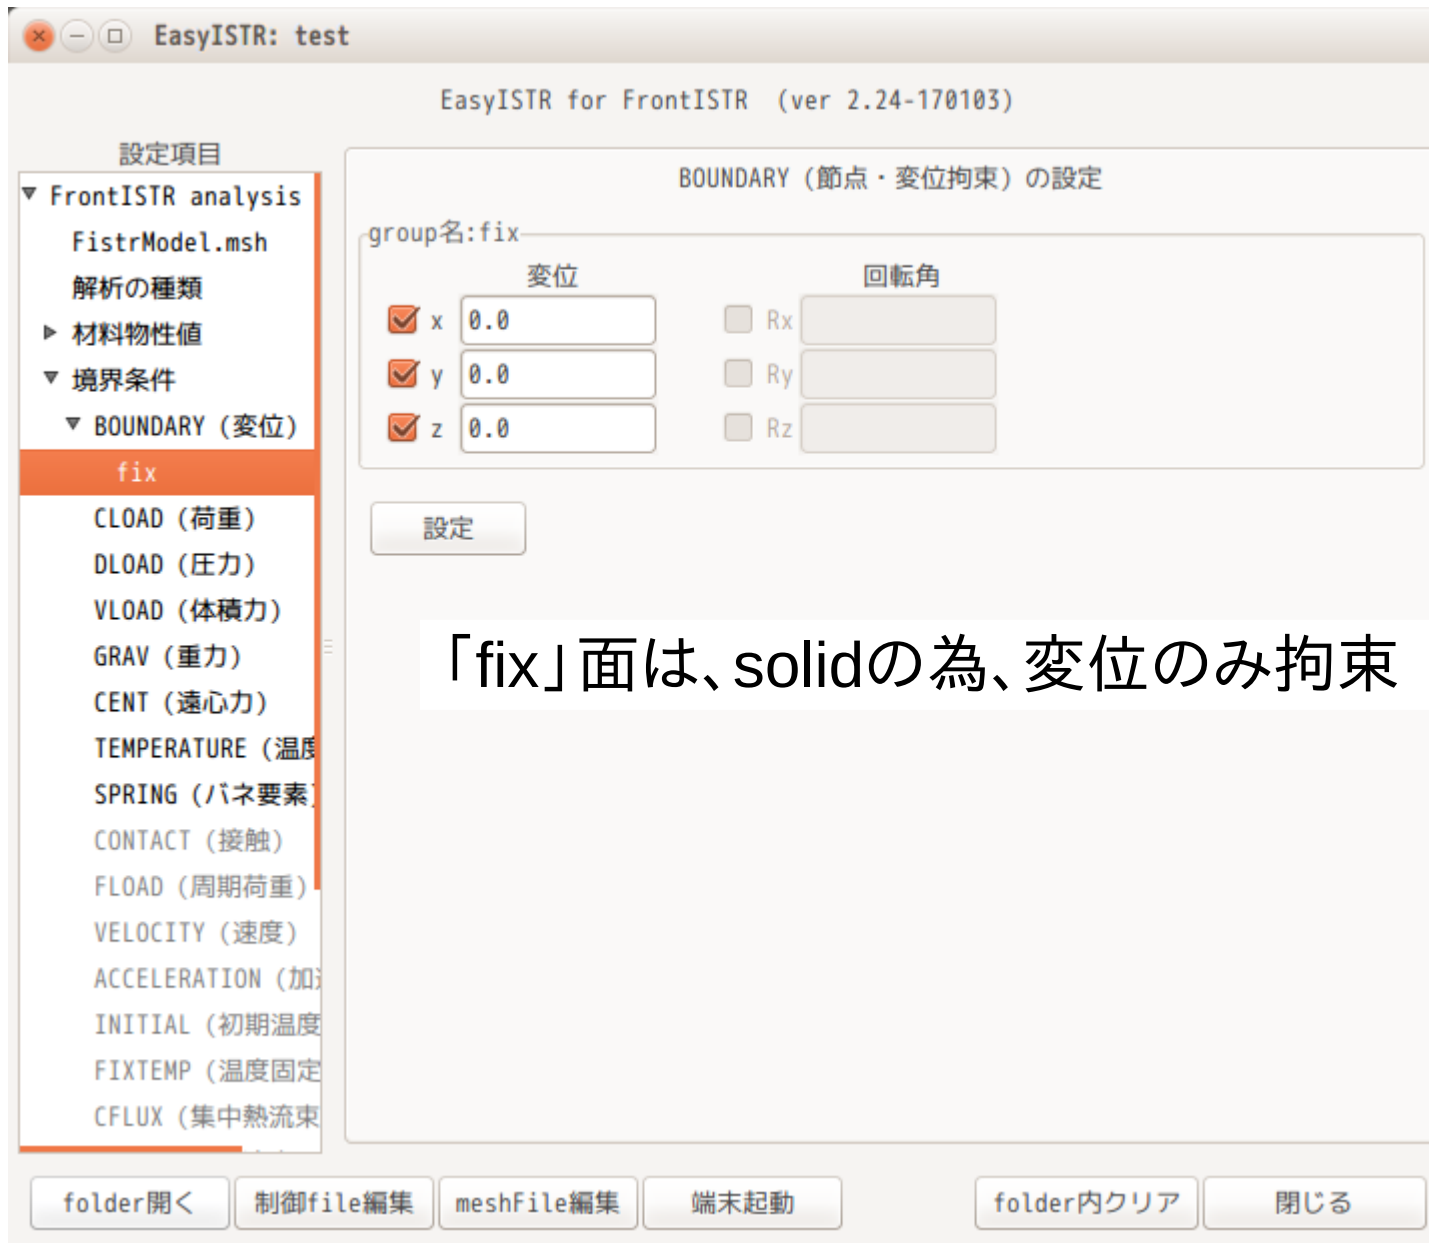 EasyISTR: test
EasyISTR for FrontISTR (ver 2.24-170103)
設定項目
FrontISTR analysis
FistrModel.msh
解析の種類
材料物性値
境界条件
BOUNDARY (変位)
fix
CLOAD (荷重)
DLOAD (圧力)
VLOAD (体積力)
GRAV (重力)
CENT (遠心力)
TEMPERATURE (温度
SPRING (バネ要素)
CONTACT (接触)
FLOAD (周期荷重)
VELOCITY (速度)
ACCELERATION (加
INITIAL (初期温度
FIXTEMP (温度固定
CFLUX (集中熱流束
BOUNDARY (節点・変位拘束) の設定
group名:fix
変位 回転角
x 0.0 Rx
y 0.0 Ry
z 0.0 Rz
設定
「fix」面は、solidの為、変位のみ拘束
folder開く 制御file編集 meshFile編集 端末起動 folder内クリア 閉じる